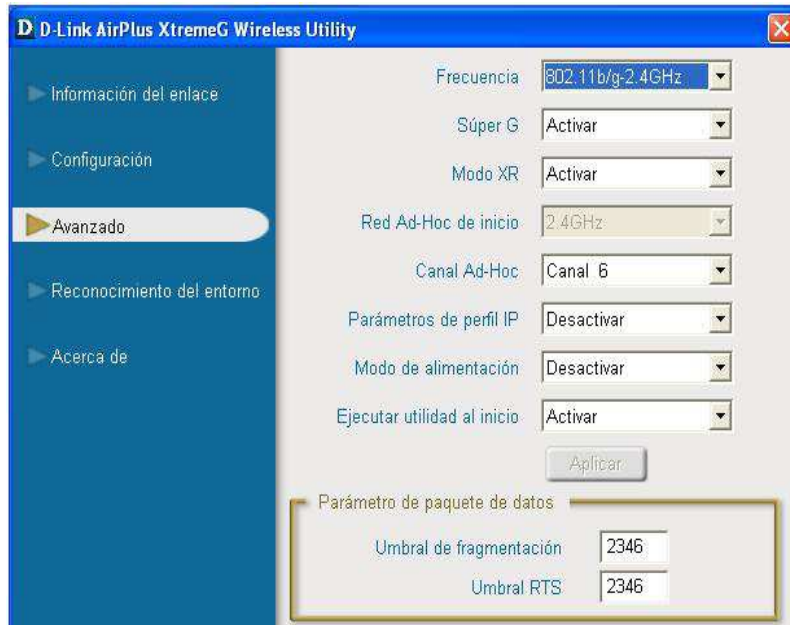 D D-Link AirPlus XtremeG Wireless Utility
Información del enlace
Configuración
Avanzado
Reconocimiento del entorno
Acerca de
Frecuencia 802.11b/g-2.4GHz
Súper G Activar
Modo XR Activar
Red Ad-Hoc de inicio 2.4GHz
Canal Ad-Hoc Canal 6
Parámetros de perfil IP Desactivar
Modo de alimentación Desactivar
Ejecutar utilidad al inicio Activar
Aplicar
Parámetro de paquete de datos
Umbral de fragmentación 2346
Umbral RTS 2346